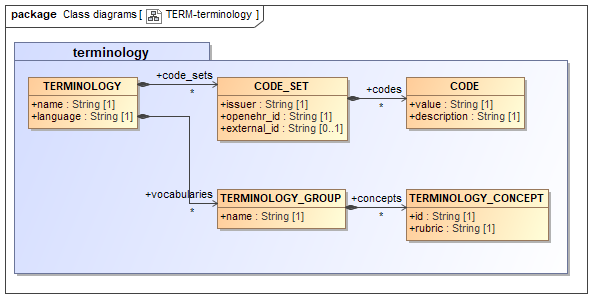 package Class diagrams [ TERM-terminology ]
terminology
TERMINOLOGY
+name : String [1]
+language : String [1]
+code_sets
*
CODE_SET
+issuer : String [1]
+openehr_id : String [1]
+external_id : String [0..1]
+codes
*
CODE
+value : String [1]
+description : String [1]
+vocabularies
*
TERMINOLOGY_GROUP
+name : String [1]
+concepts
*
TERMINOLOGY_CONCEPT
+id : String [1]
+rubric : String [1]